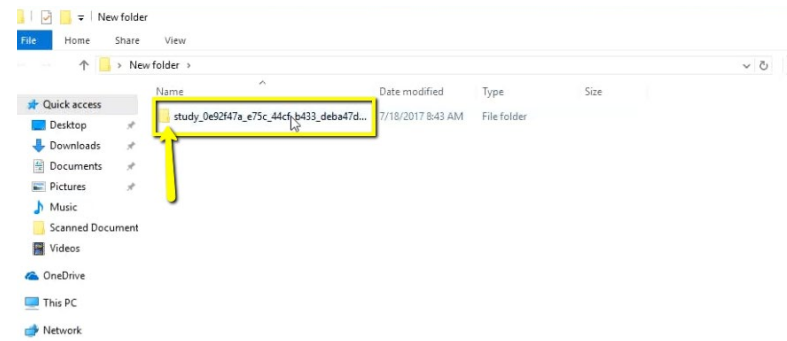 New folder
File Home Share View
New folder
Name Date modified Type Size
study_0e92f47a_e75c_44cf_b433_deba47d... 7/18/2017 8:43 AM File folder
Quick access
Desktop
Downloads
Documents
Pictures
Music
Scanned Document
Videos
OneDrive
This PC
Network